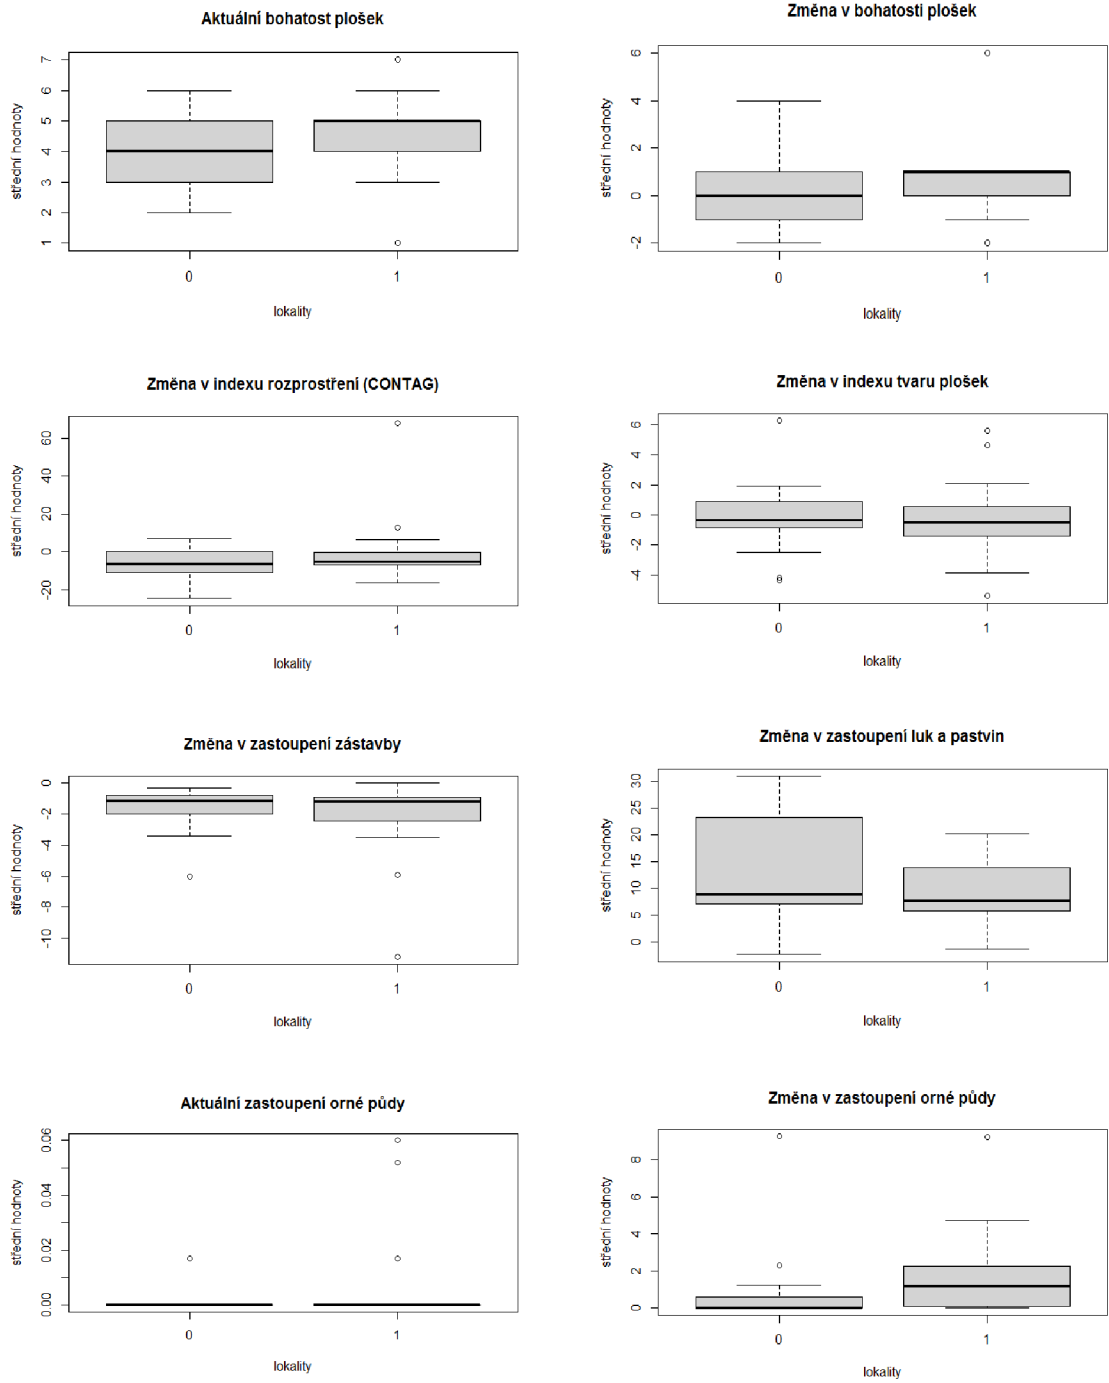 Aktuální bohatost plošek
střední hodnoty
7
6
5
4
3
2
1
0
1
lokality
Změna v bohatosti plošek
střední hodnoty
6
4
2
0
-2
0
1
lokality
Změna v indexu rozprostření (CONTAG)
střední hodnoty
60
40
20
0
-20
0
1
lokality
Změna v indexu tvaru plošek
střední hodnoty
6
4
2
0
-2
-4
0
1
lokality
Změna v zastoupení zástavby
střední hodnoty
0
-2
-4
-6
-8
-10
0
1
lokality
Změna v zastoupení luk a pastvin
střední hodnoty
30
25
20
15
10
5
0
0
1
lokality
Aktuální zastoupení orné půdy
střední hodnoty
0.06
0.04
0.02
0.00
0
1
lokality
Změna v zastoupení orné půdy
střední hodnoty
8
6
4
2
0
0
1
lokality